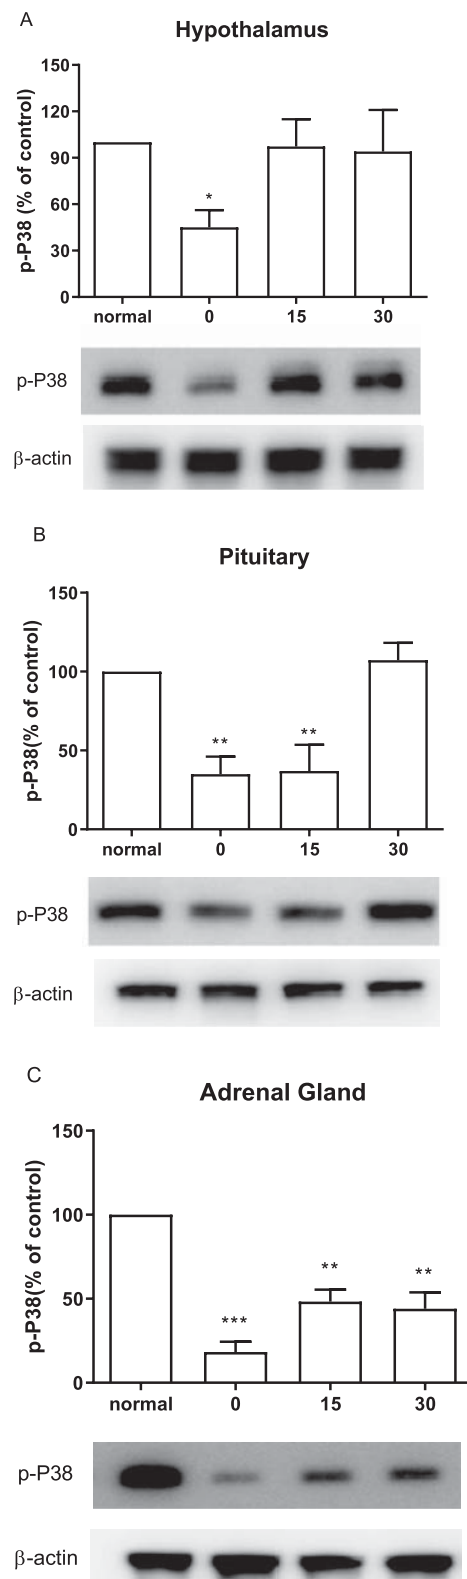 A
Hypothalamus
p-P38 (% of control)
150
120
90
60
30
0
*
normal 0 15 30
p-P38
β-actin
B
Pituitary
p-P38(% of control)
150
100
50
0
** **
normal 0 15 30
p-P38
β-actin
C
Adrenal Gland
p-P38(% of control)
150
100
50
0
*** ** **
normal 0 15 30
p-P38
β-actin